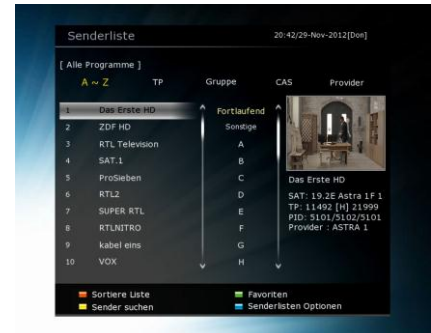 Senderliste 20:42/29-Nov-2012[Don]
[ Alle Programme ]
A ~ Z TP Gruppe CAS Provider
1 Das Erste HD Fortlaufend
2 ZDF HD Sonstige
3 RTL Television A
4 SAT.1 B
5 ProSieben C
6 RTL2 D
7 SUPER RTL E
8 RTLNITRO F
9 kabel eins G
10 VOX H
Das Erste HD
SAT: 19.2E Astra 1F 1
TP: 11492 [H] 21999
PID: 5101/5102/5101
Provider : ASTRA 1
Sortiere Liste Favoriten
Sender suchen Senderlisten Optionen